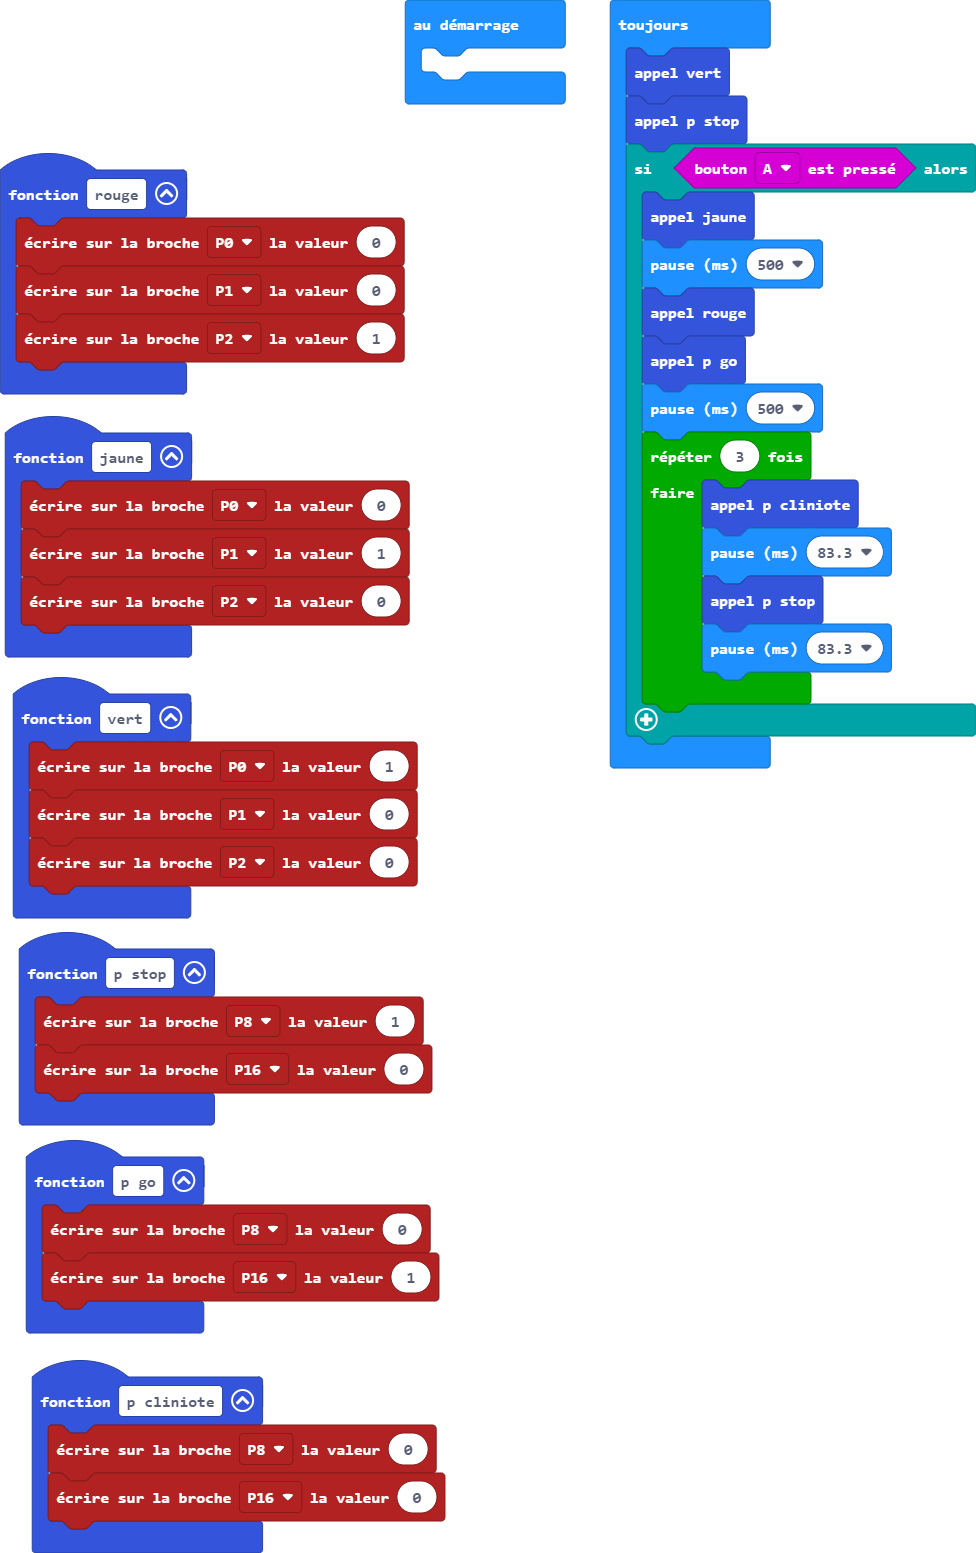 au démarrage
toujours
appel vert
appel p stop
si bouton A est pressé alors
appel jaune
pause (ms) 500
appel rouge
appel p go
pause (ms) 500
répéter 3 fois
faire appel p cliniote
pause (ms) 83.3
appel p stop
pause (ms) 83.3
fonction rouge
écrire sur la broche P0 la valeur 0
écrire sur la broche P1 la valeur 0
écrire sur la broche P2 la valeur 1
fonction jaune
écrire sur la broche P0 la valeur 0
écrire sur la broche P1 la valeur 1
écrire sur la broche P2 la valeur 0
fonction vert
écrire sur la broche P0 la valeur 1
écrire sur la broche P1 la valeur 0
écrire sur la broche P2 la valeur 0
fonction p stop
écrire sur la broche P8 la valeur 1
écrire sur la broche P16 la valeur 0
fonction p go
écrire sur la broche P8 la valeur 0
écrire sur la broche P16 la valeur 1
fonction p cliniote
écrire sur la broche P8 la valeur 0
écrire sur la broche P16 la valeur 0